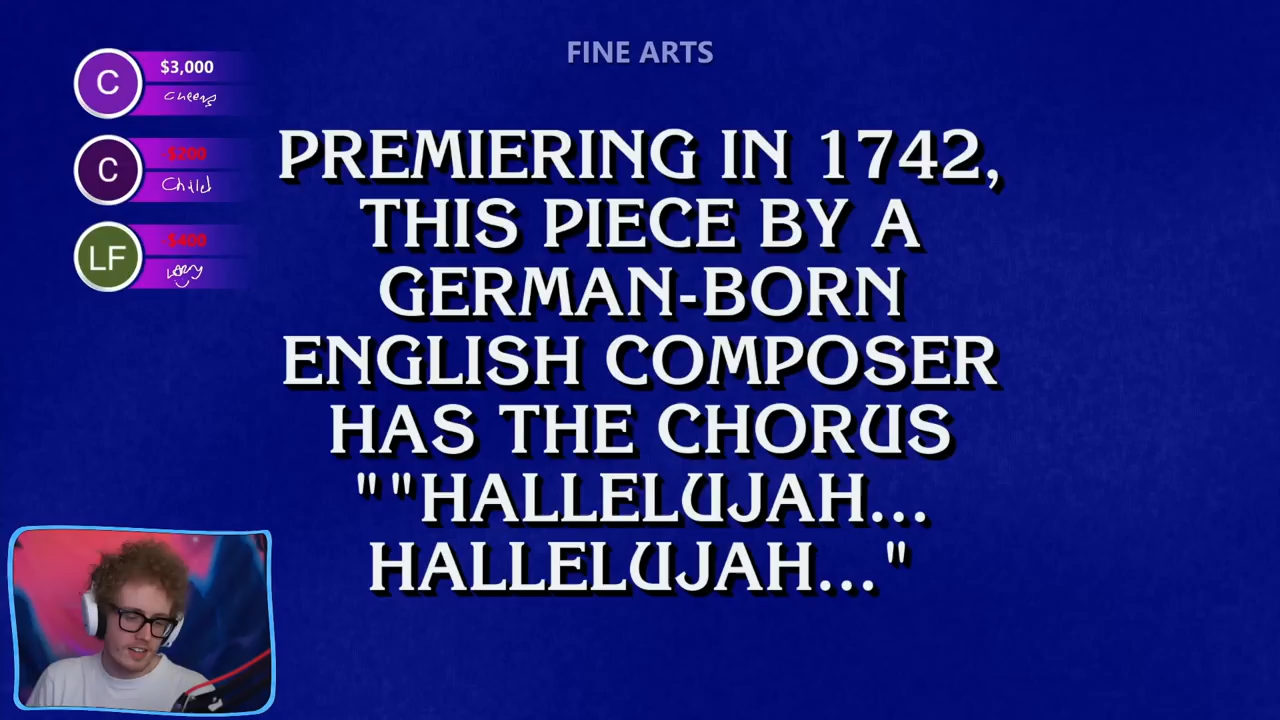 FINE ARTS
C
$3,000
Cheers
C
-$200
Child
LF
-$400
PREMIERING IN 1742,
THIS PIECE BY A
GERMAN-BORN
ENGLISH COMPOSER
HAS THE CHORUS
""HALLELUJAH...
HALLELUJAH..."